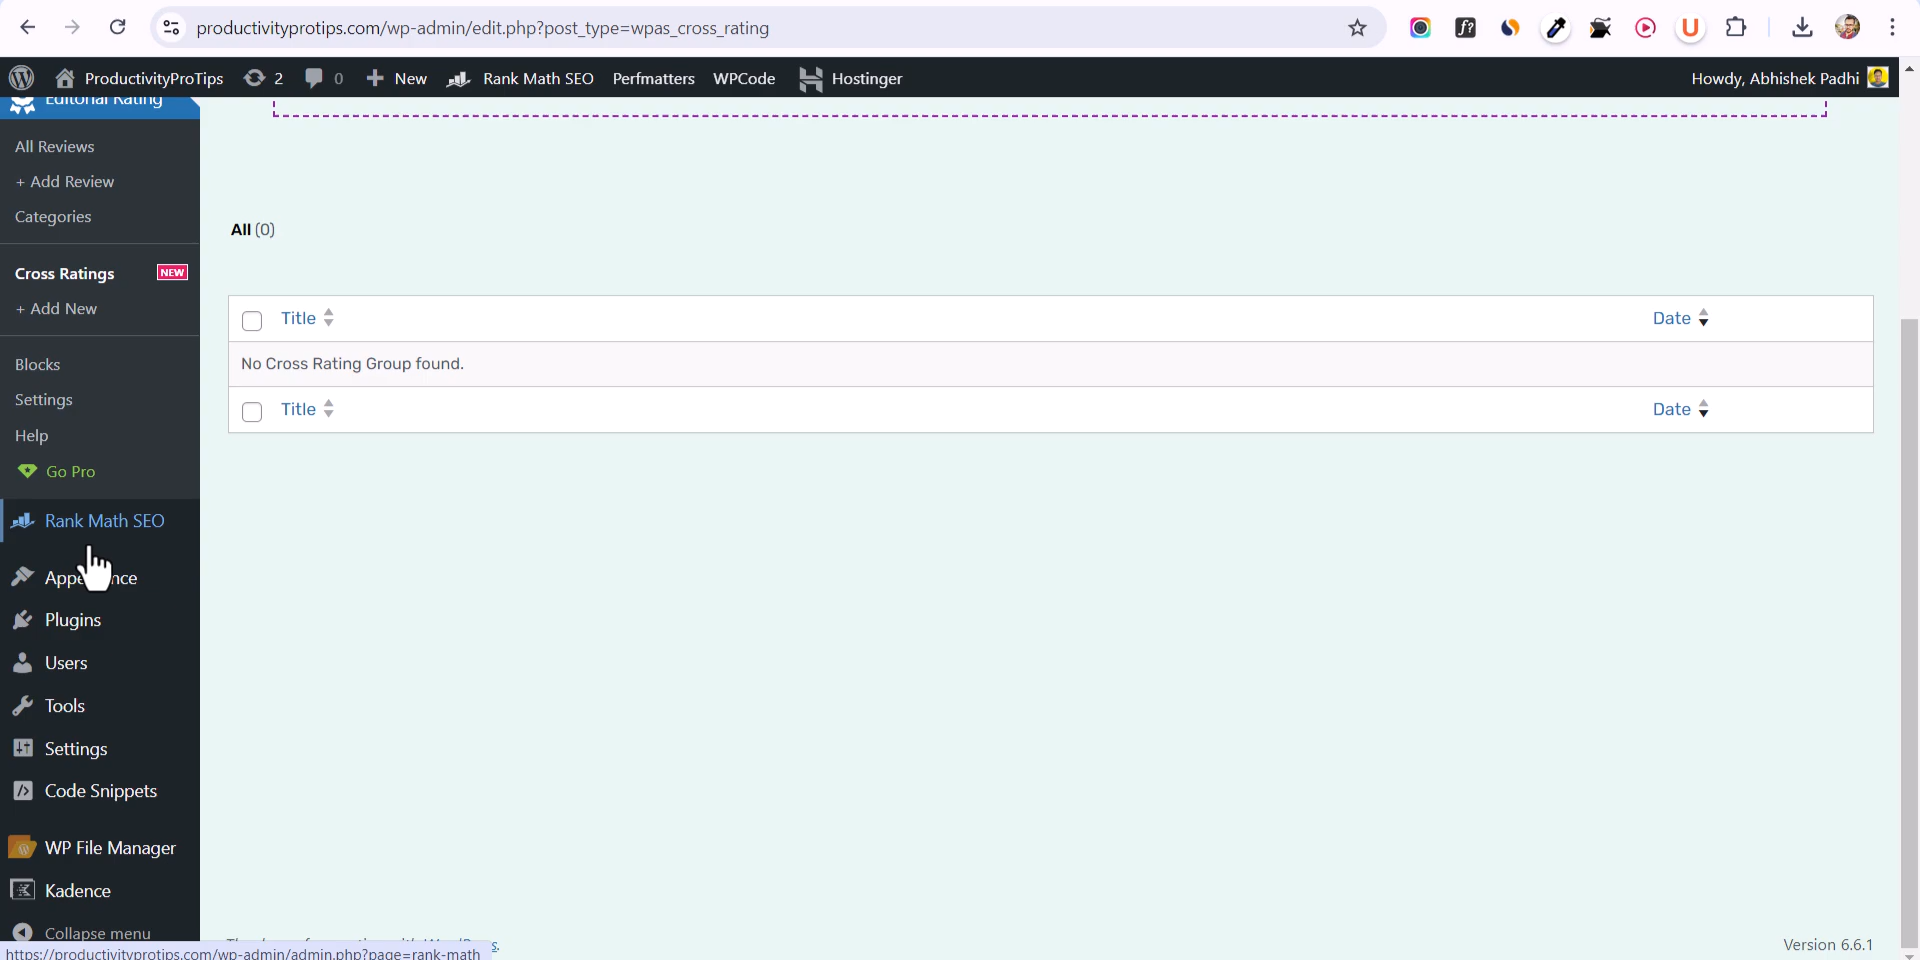 productivityprotips.com/wp-admin/edit.php?post_type=wpas_cross_rating
ProductivityProTips 2 0 New Rank Math SEO Perfmatters WPCode Hostinger Howdy, Abhishek Padhi
Editorial Rating
All Reviews
+ Add Review
Categories
Cross Ratings NEW
+ Add New
Blocks
Settings
Help
Go Pro
Rank Math SEO
Appearance
Plugins
Users
Tools
Settings
Code Snippets
WP File Manager
Kadence
Collapse menu
All (0)
Title Date
No Cross Rating Group found.
Title Date
Version 6.6.1
https://productivityprotips.com/wp-admin/admin.php?page=rank-math